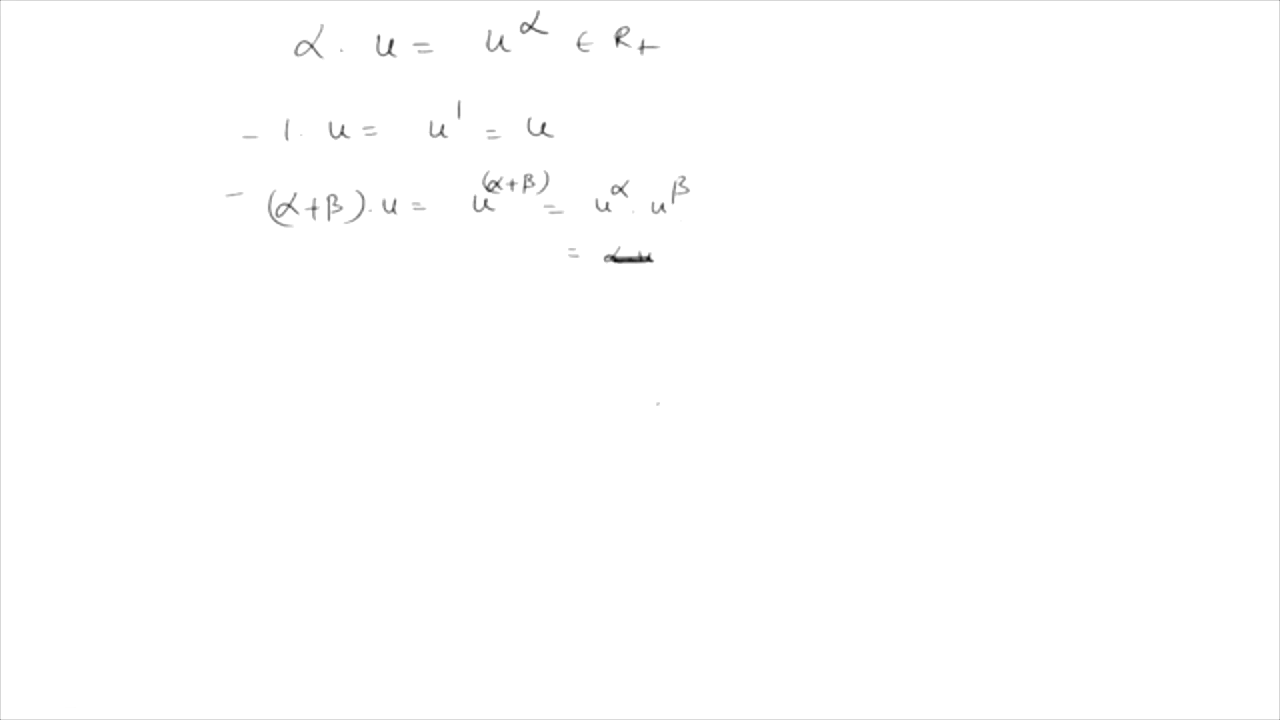 α . u = u^α ∈ R+
- 1. u = u^1 = u
- (α+β).u = u^(α+β) = u^α . u^β
=